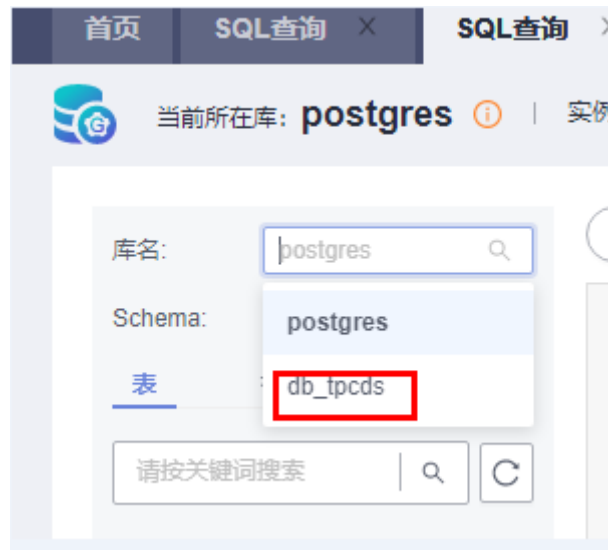 首页 SQL查询 X SQL查询
G 当前所在库: postgres | 实例
库名: postgres
Schema: postgres
表 db_tpcds
请按关键词搜索